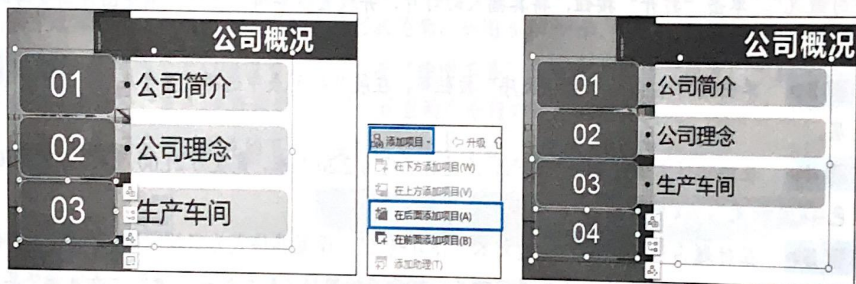 公司概况
01
•公司简介
02
•公司理念
03
生产车间
添加项目
升级
在下方添加项目(W)
在上方添加项目(V)
在后面添加项目(A)
在前面添加项目(B)
添加助理(T)
公司概况
01
•公司简介
02
•公司理念
03
•生产车间
04